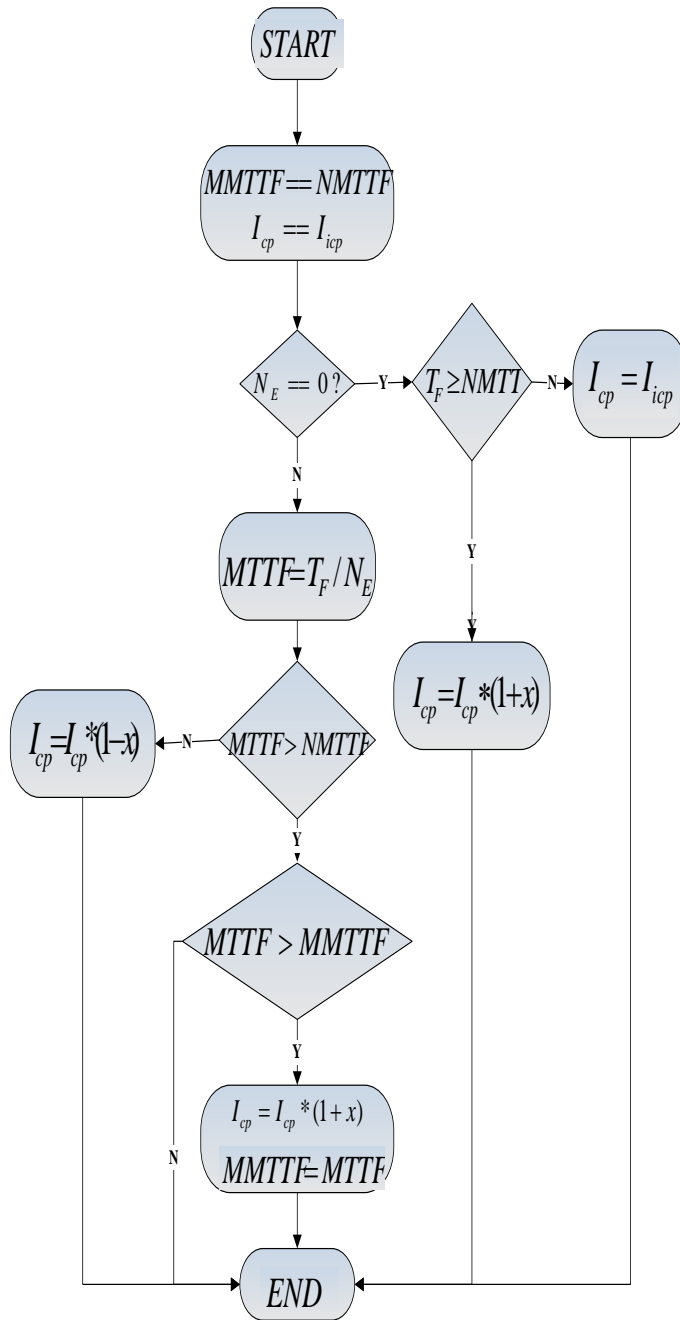 START
MMTTF == NMTTF
I_cp == I_icp
N_E == 0 ?
Y
T_F ≥ NMTT
N
I_cp = I_icp
N
MTTF = T_F / N_E
Y
Y
I_cp = I_cp * (1+x)
I_cp = I_cp * (1−x)
N
MTTF > NMTTF
Y
MTTF > MMTTF
Y
I_cp = I_cp * (1 + x)
MMTTF = MTTF
N
END